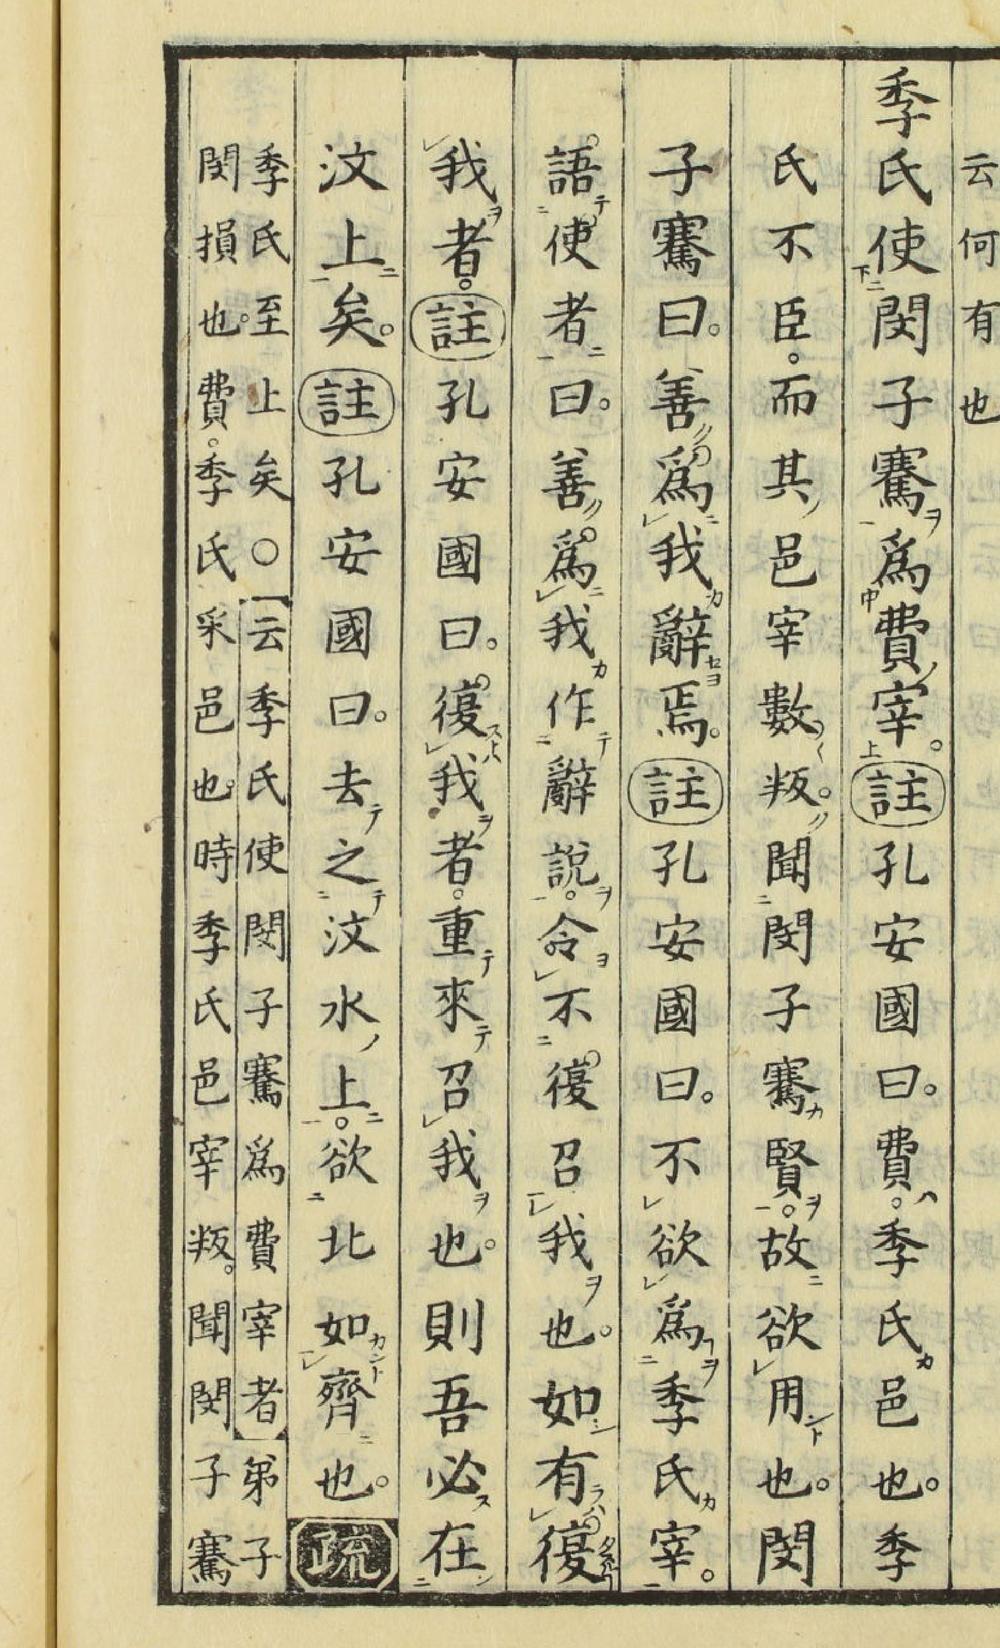 云何有也
季氏使閔子騫爲費宰。註孔安國曰。費。季氏邑也。季
氏不臣。而其邑宰數叛。聞閔子騫賢。故欲用也。閔
子騫曰。善爲我辭焉。註孔安國曰。不欲爲季氏宰。
語使者曰。善爲我作辭說。令不復召我也。如有復
我者。註孔安國曰。復我者。重來召我也。則吾必在
汶上矣。註孔安國曰。去之汶水上。欲北如齊也。疏
季氏至上矣○云季氏使閔子騫爲費宰者弟子
閔損也。費。季氏采邑也。時季氏邑宰叛。聞閔子騫